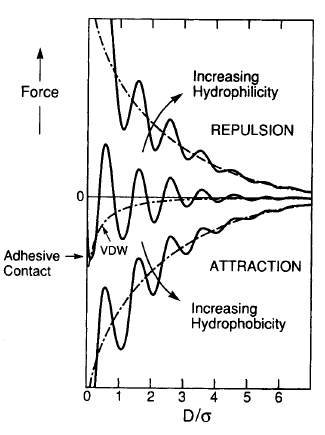 Force
Increasing
Hydrophilicity
REPULSION
0
VDW
Adhesive
Contact
ATTRACTION
Increasing
Hydrophobicity
0 1 2 3 4 5 6
D/σ